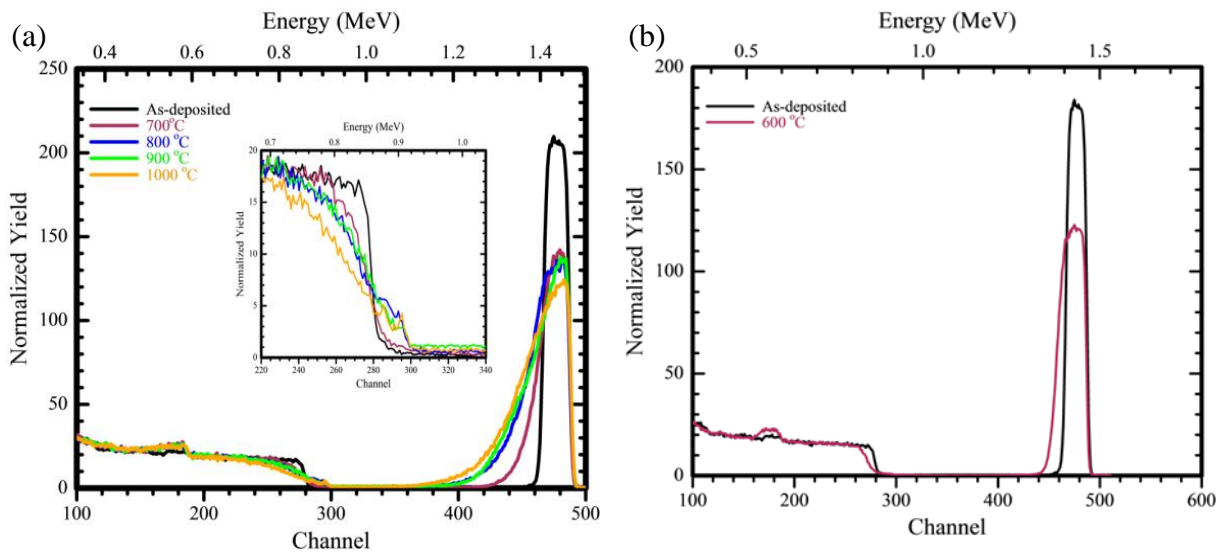 (a)
Energy (MeV)
0.4 0.6 0.8 1.0 1.2 1.4
Normalized Yield
250
200
150
100
50
0
As-deposited
700°C
800 °C
900 °C
1000 °C
Energy (MeV)
0.7 0.8 0.9 1.0
Normalized Yield
20
15
10
5
0
220 240 260 280 300 320 340
Channel
100 200 300 400 500
Channel
(b)
Energy (MeV)
0.5 1.0 1.5
Normalized Yield
200
150
100
50
0
As-deposited
600 °C
100 200 300 400 500 600
Channel